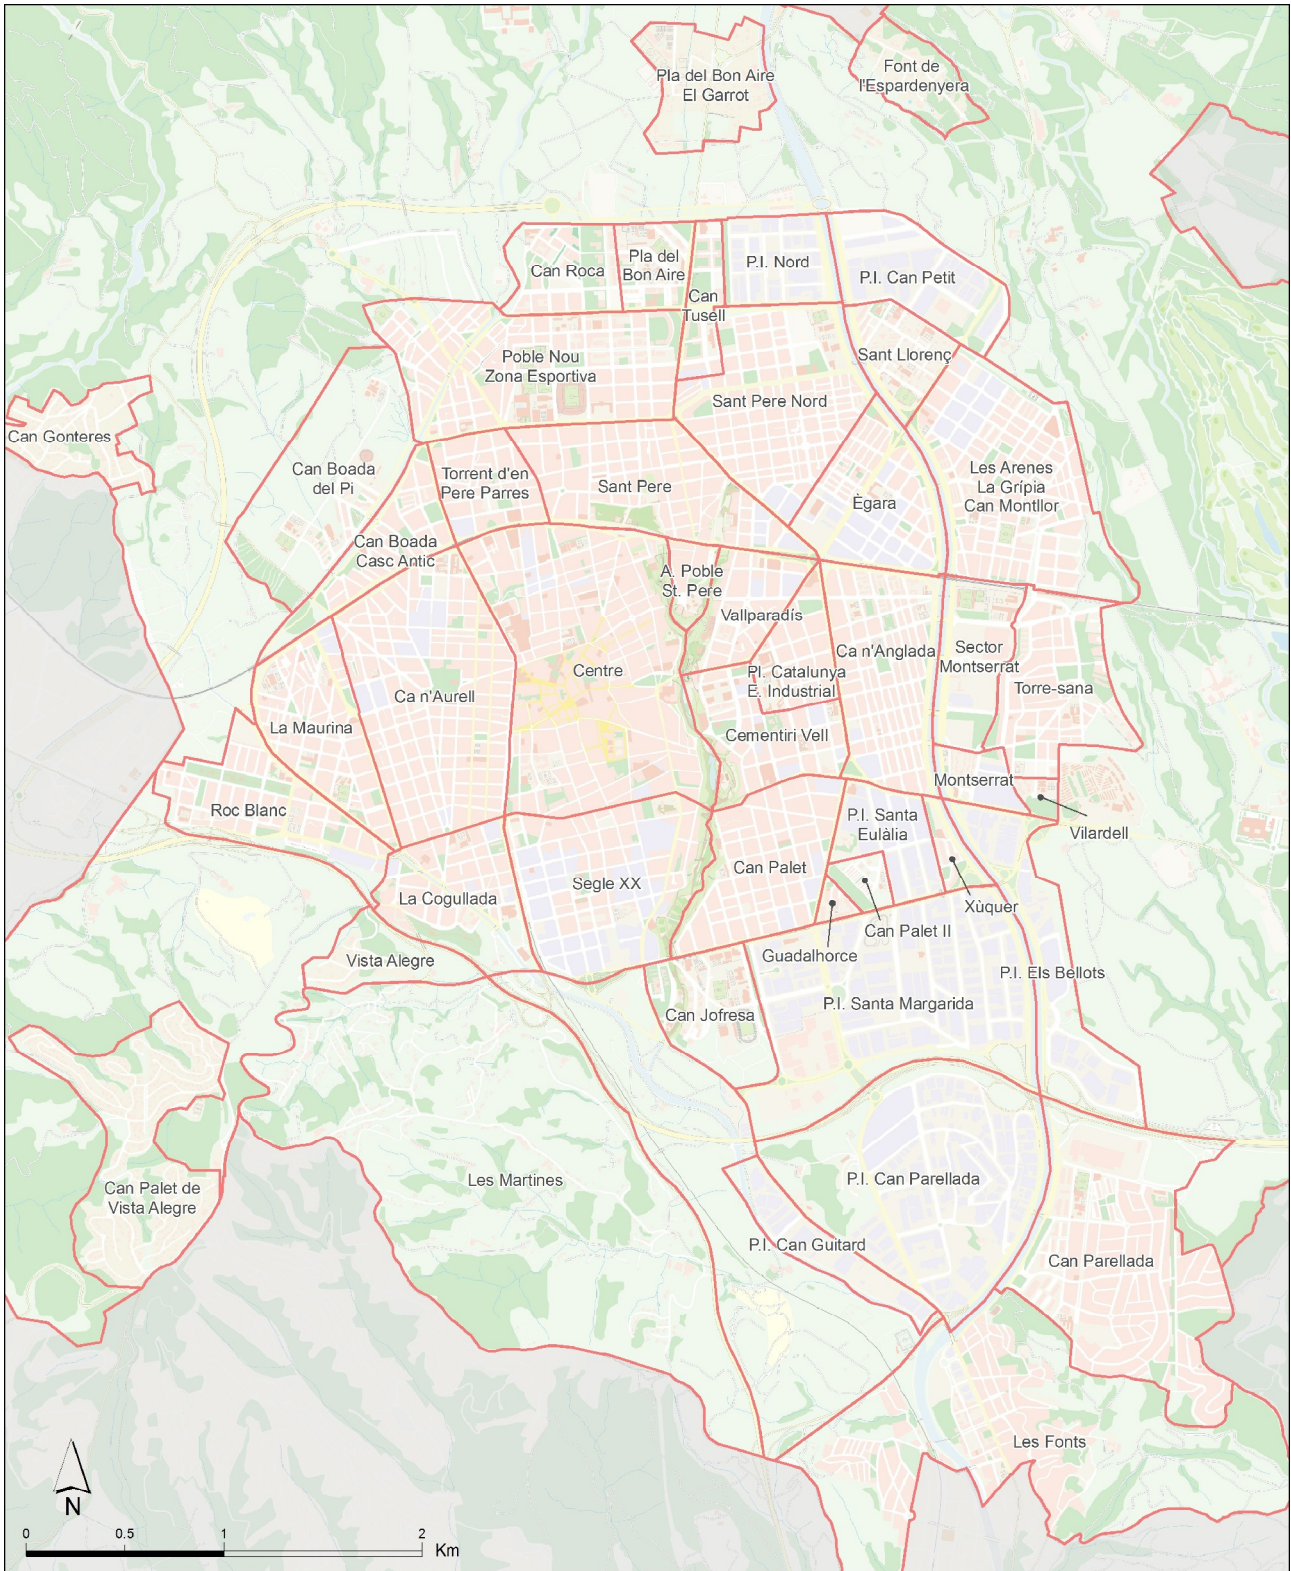 Pla del Bon Aire
El Garrot
Font de
l'Espardenyera
Can Roca
Pla del
Bon Aire
P.I. Nord
P.I. Can Petit
Can
Tusell
Poble Nou
Zona Esportiva
Sant Llorenç
Sant Pere Nord
Can Gonteres
Can Boada
del Pi
Torrent d'en
Pere Parres
Sant Pere
Ègara
Les Arenes
La Grípia
Can Montllor
Can Boada
Casc Antic
A. Poble
St. Pere
Vallparadís
Centre
Pl. Catalunya
E. Industrial
Ca n'Anglada
Sector
Montserrat
Torre-sana
Ca n'Aurell
La Maurina
Cementiri Vell
Montserrat
Roc Blanc
P.I. Santa
Eulàlia
Vilardell
Can Palet
Segle XX
La Cogullada
Xùquer
Can Palet II
Guadalhorce
Vista Alegre
P.I. Els Bellots
P.I. Santa Margarida
Can Jofresa
Les Martines
Can Palet de
Vista Alegre
P.I. Can Parellada
P.I. Can Guitard
Can Parellada
Les Fonts
N
0 0.5 1 2
Km